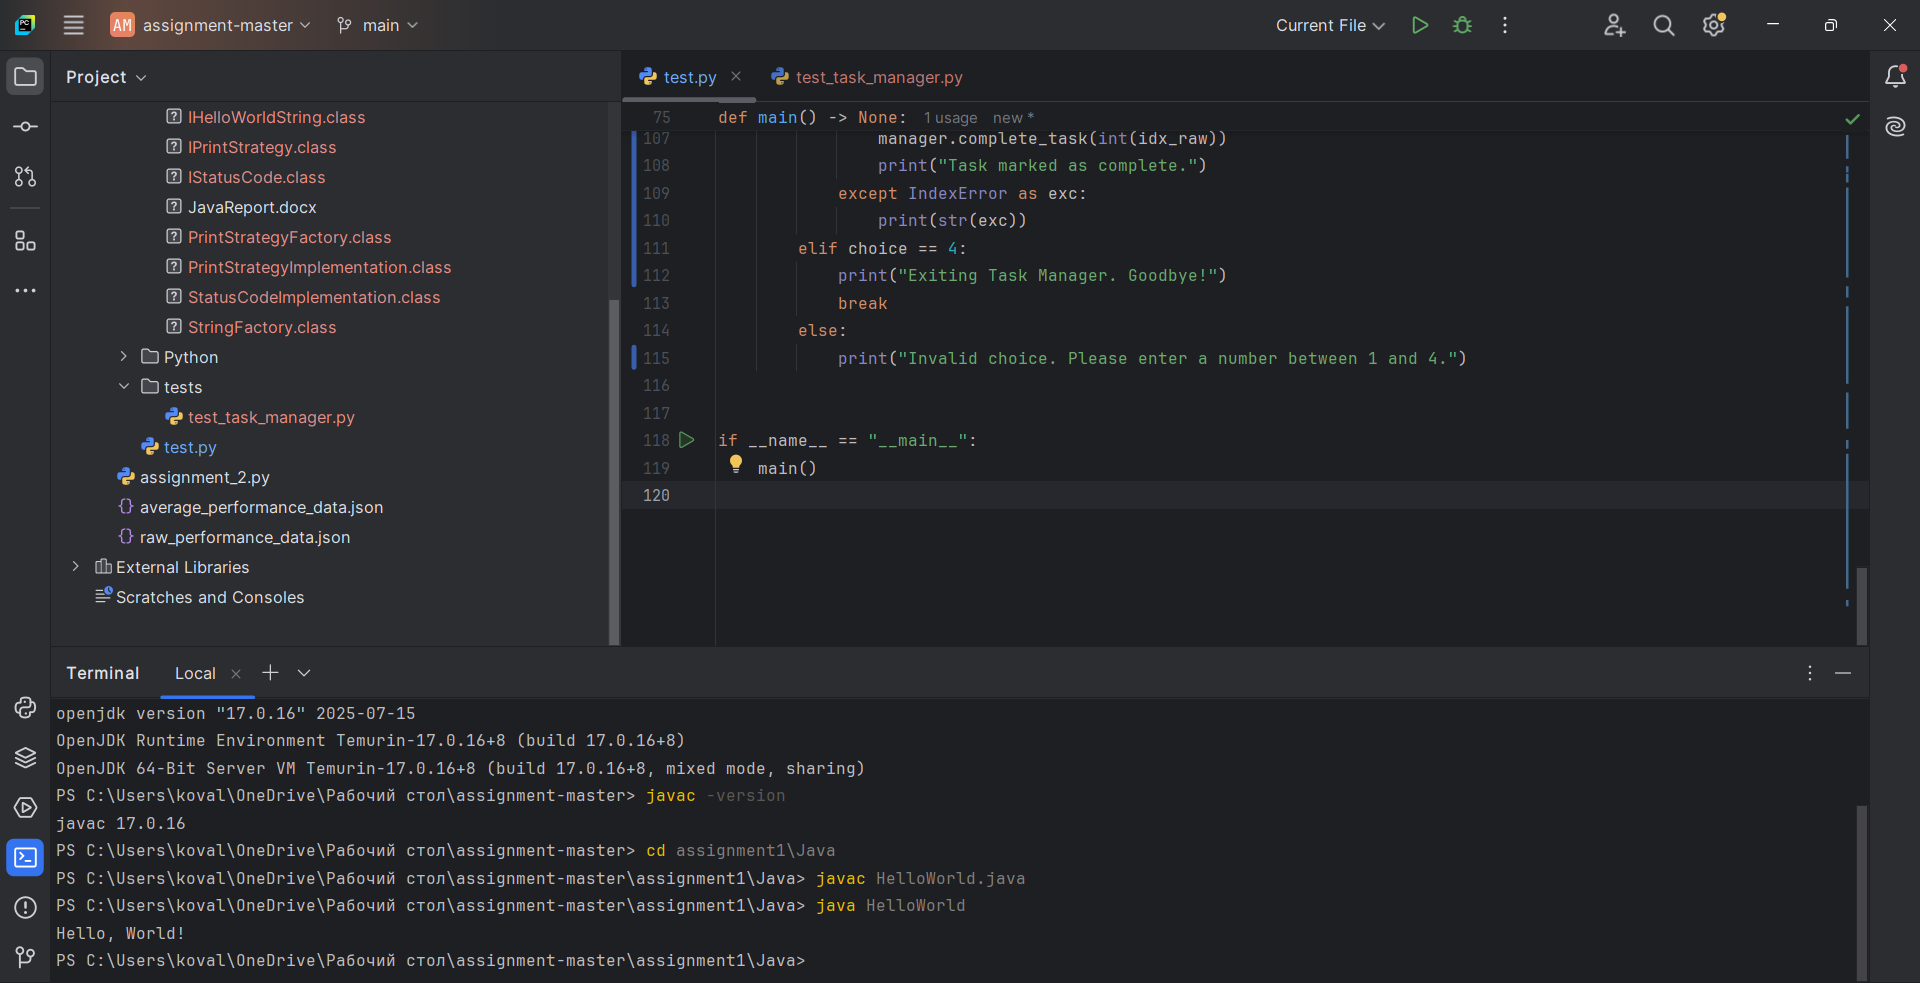 PC
AM assignment-master main Current File
Project
IHelloWorldString.class
IPrintStrategy.class
IStatusCode.class
JavaReport.docx
PrintStrategyFactory.class
PrintStrategyImplementation.class
StatusCodeImplementation.class
StringFactory.class
Python
tests
test_task_manager.py
test.py
assignment_2.py
average_performance_data.json
raw_performance_data.json
External Libraries
Scratches and Consoles
test.py test_task_manager.py
75 def main() -> None: 1 usage new *
107 manager.complete_task(int(idx_raw))
108 print("Task marked as complete.")
109 except IndexError as exc:
110 print(str(exc))
111 elif choice == 4:
112 print("Exiting Task Manager. Goodbye!")
113 break
114 else:
115 print("Invalid choice. Please enter a number between 1 and 4.")
116
117
118 if __name__ == "__main__":
119 main()
120
Terminal Local
openjdk version "17.0.16" 2025-07-15
OpenJDK Runtime Environment Temurin-17.0.16+8 (build 17.0.16+8)
OpenJDK 64-Bit Server VM Temurin-17.0.16+8 (build 17.0.16+8, mixed mode, sharing)
PS C:\Users\koval\OneDrive\Рабочий стол\assignment-master> javac -version
javac 17.0.16
PS C:\Users\koval\OneDrive\Рабочий стол\assignment-master> cd assignment1\Java
PS C:\Users\koval\OneDrive\Рабочий стол\assignment-master\assignment1\Java> javac HelloWorld.java
PS C:\Users\koval\OneDrive\Рабочий стол\assignment-master\assignment1\Java> java HelloWorld
Hello, World!
PS C:\Users\koval\OneDrive\Рабочий стол\assignment-master\assignment1\Java>